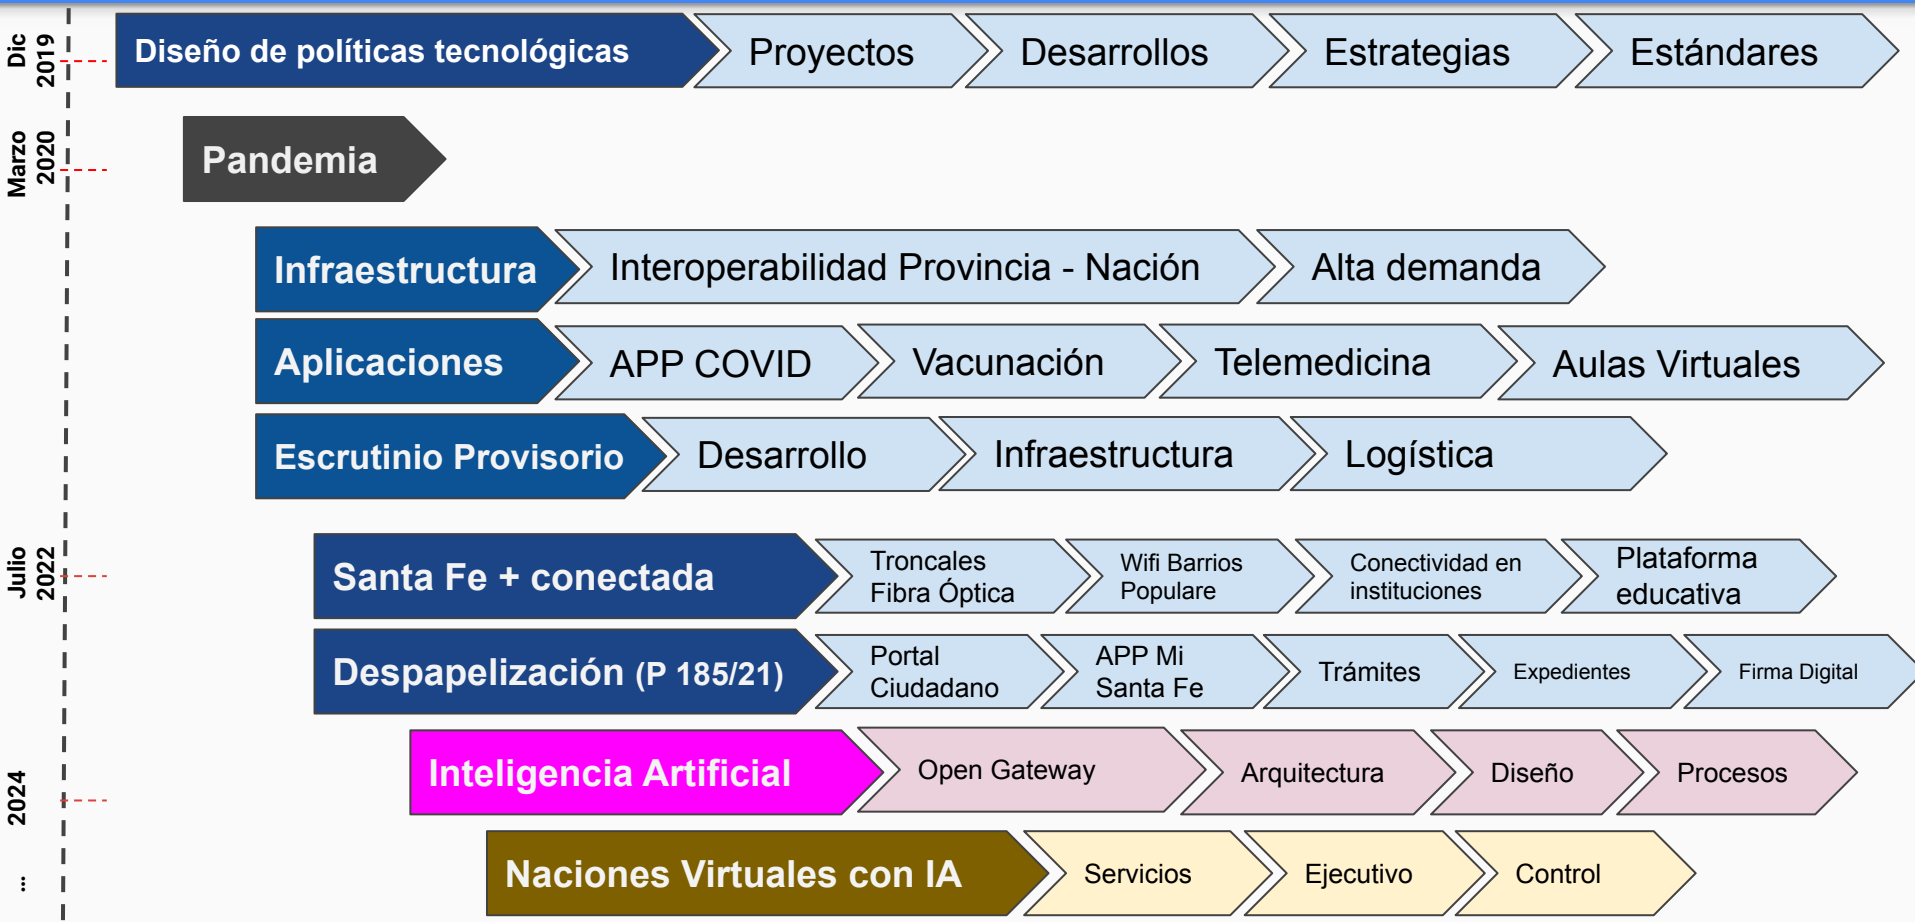 Dic
2019
Diseño de políticas tecnológicas
Proyectos
Desarrollos
Estrategias
Estándares
Marzo
2020
Pandemia
Infraestructura
Interoperabilidad Provincia - Nación
Alta demanda
Aplicaciones
APP COVID
Vacunación
Telemedicina
Aulas Virtuales
Escrutinio Provisorio
Desarrollo
Infraestructura
Logística
Julio
2022
Santa Fe + conectada
Troncales
Fibra Óptica
Wifi Barrios
Populare
Conectividad en
instituciones
Plataforma
educativa
Despapelización (P 185/21)
Portal
Ciudadano
APP Mi
Santa Fe
Trámites
Expedientes
Firma Digital
2024
Inteligencia Artificial
Open Gateway
Arquitectura
Diseño
Procesos
...
Naciones Virtuales con IA
Servicios
Ejecutivo
Control